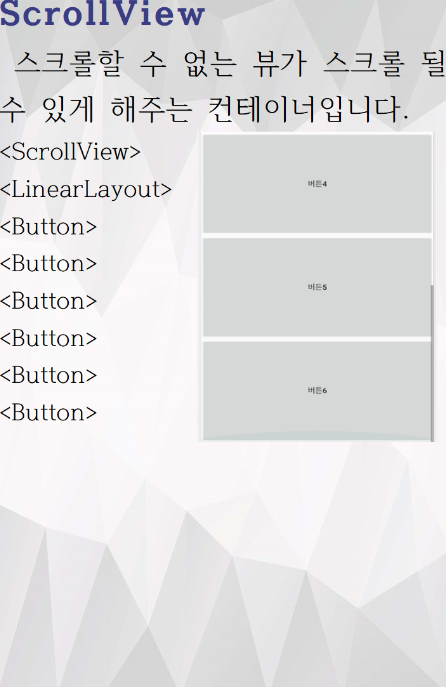 ScrollView
스크롤할 수 없는 뷰가 스크롤 될
수 있게 해주는 컨테이너입니다.
<ScrollView>
<LinearLayout>
<Button>
<Button>
<Button>
<Button>
<Button>
<Button>
버튼4
버튼5
버튼6